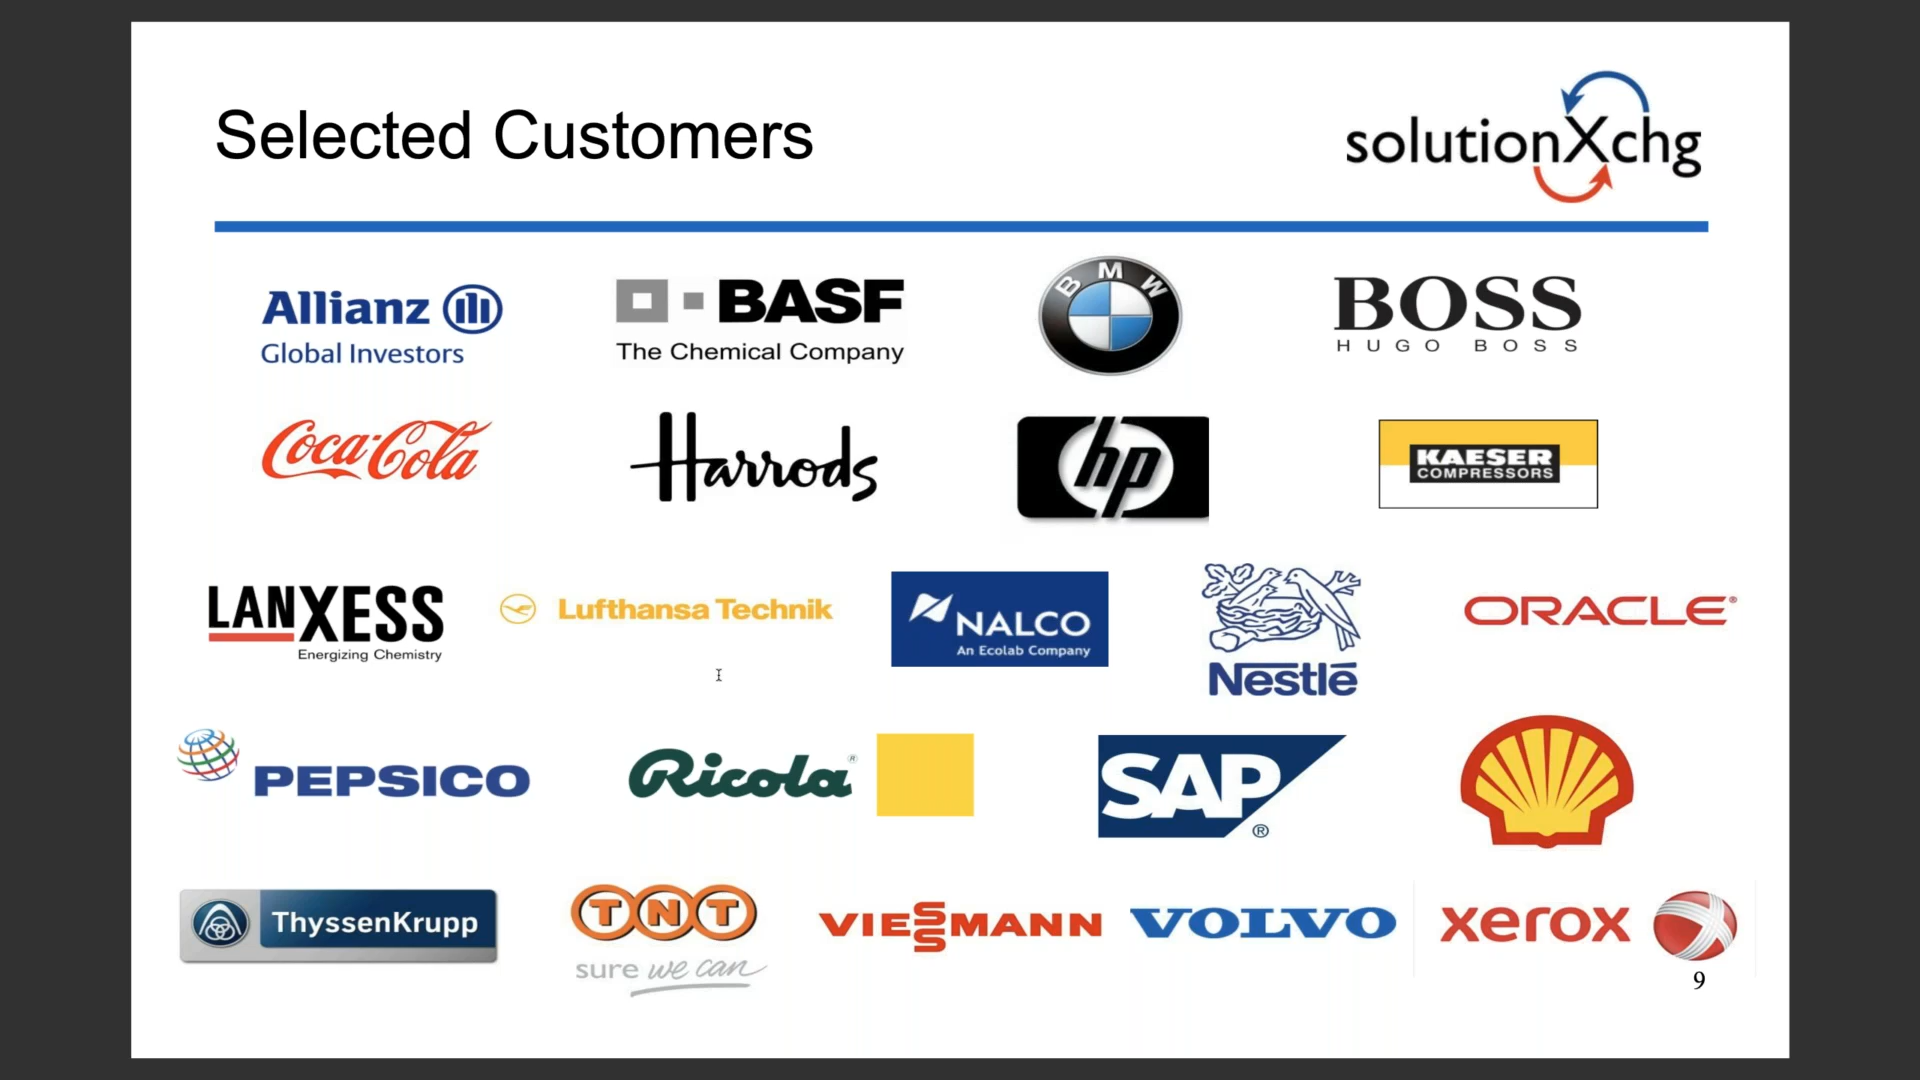 Selected Customers
solutionXchg
Allianz
Global Investors
BASF
The Chemical Company
BMW
BOSS
HUGO BOSS
Coca-Cola
Harrods
hp
KAESER
COMPRESSORS
LANXESS
Energizing Chemistry
Lufthansa Technik
NALCO
An Ecolab Company
Nestlé
ORACLE®
PEPSICO
Ricola®
SAP®
ThyssenKrupp
TNT
sure we can
VIESSMANN
VOLVO
xerox
9